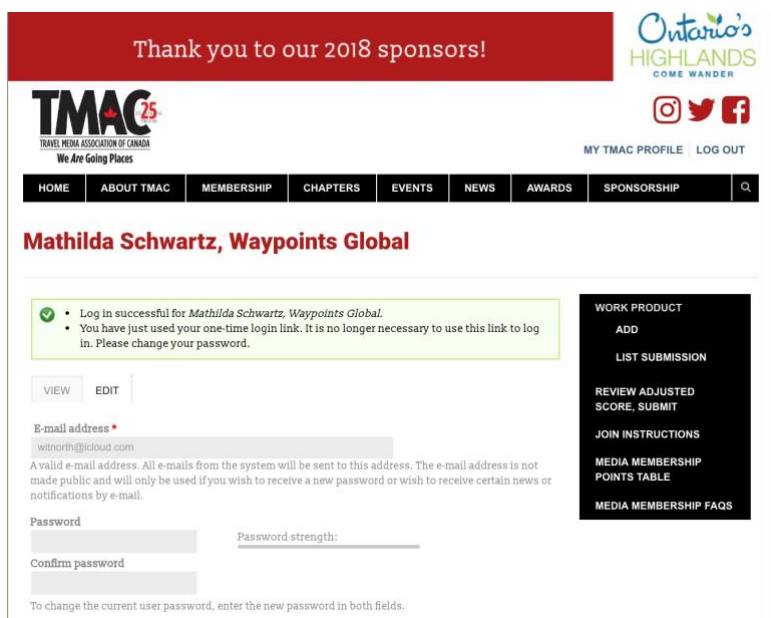 Thank you to our 2018 sponsors!
Ontario's
HIGHLANDS
COME WANDER
TMAC 25
TRAVEL MEDIA ASSOCIATION OF CANADA
We Are Going Places
MY TMAC PROFILE LOG OUT
HOME ABOUT TMAC MEMBERSHIP CHAPTERS EVENTS NEWS AWARDS SPONSORSHIP
Mathilda Schwartz, Waypoints Global
• Log in successful for Mathilda Schwartz, Waypoints Global.
• You have just used your one-time login link. It is no longer necessary to use this link to log
in. Please change your password.
VIEW EDIT
E-mail address *
witnorth@icloud.com
A valid e-mail address. All e-mails from the system will be sent to this address. The e-mail address is not
made public and will only be used if you wish to receive a new password or wish to receive certain news or
notifications by e-mail.
Password
Password strength:
Confirm password
To change the current user password, enter the new password in both fields.
WORK PRODUCT
ADD
LIST SUBMISSION
REVIEW ADJUSTED
SCORE, SUBMIT
JOIN INSTRUCTIONS
MEDIA MEMBERSHIP
POINTS TABLE
MEDIA MEMBERSHIP FAQS